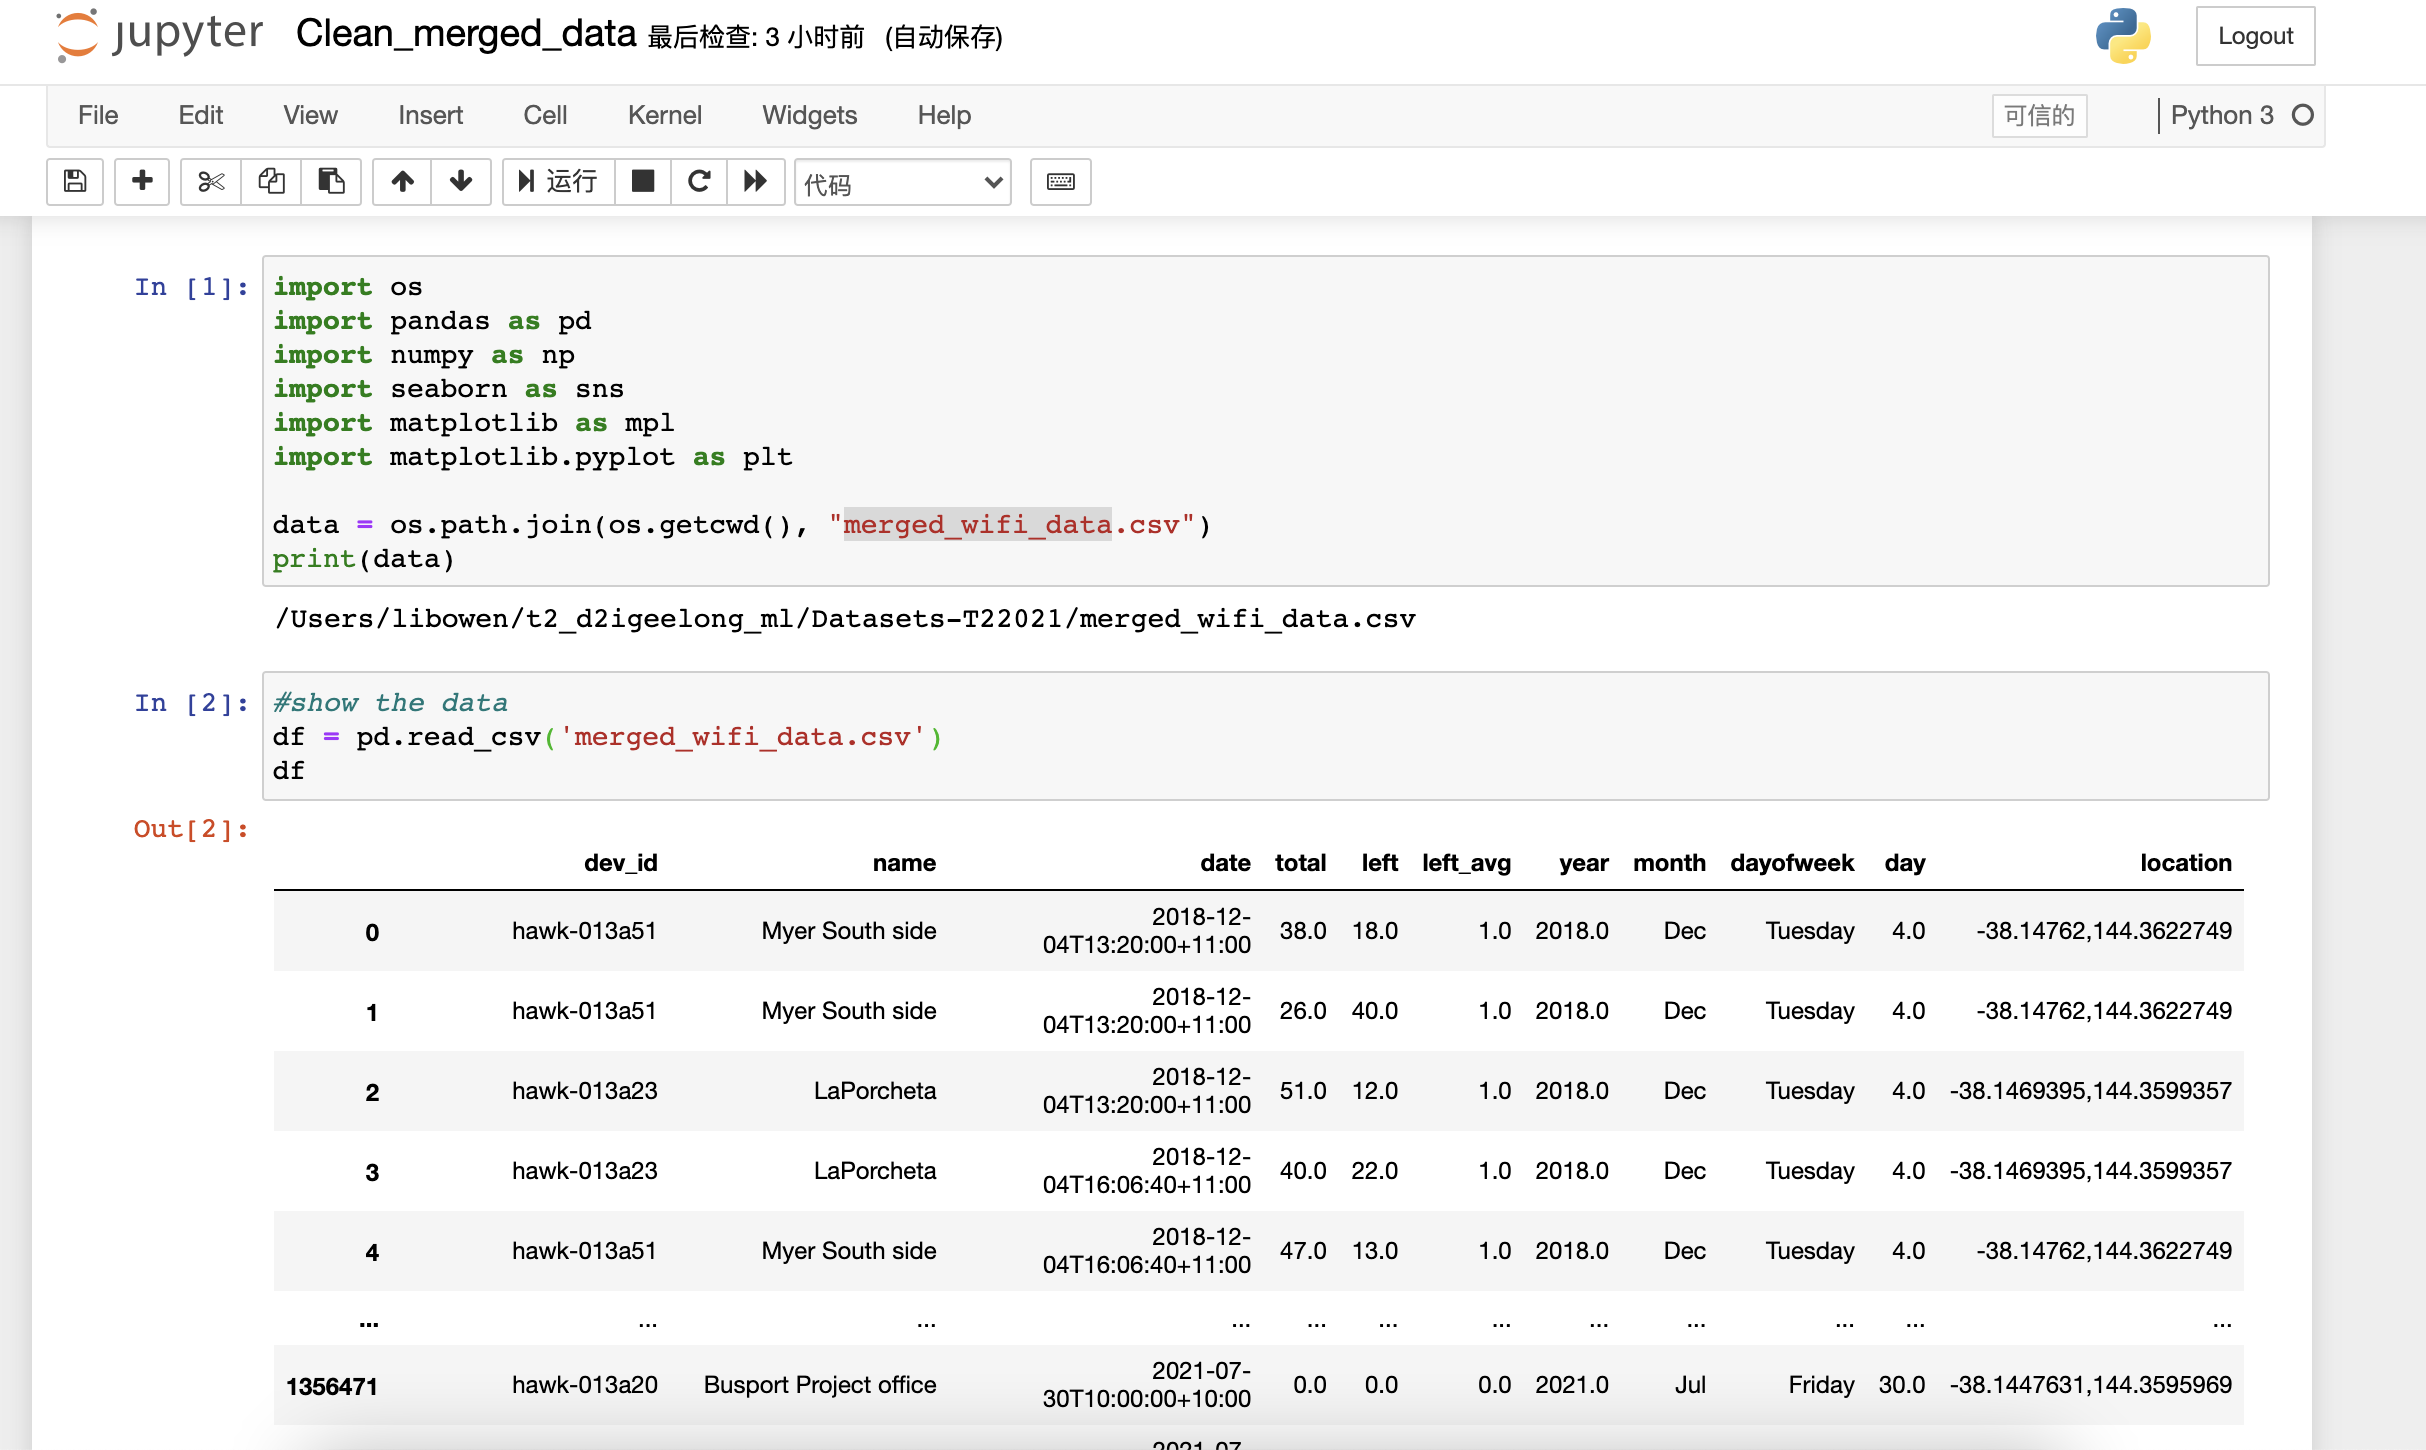 jupyter Clean_merged_data 最后检查: 3 小时前 (自动保存) Logout
File Edit View Insert Cell Kernel Widgets Help 可信的 Python 3
运行 代码
In [1]: import os
import pandas as pd
import numpy as np
import seaborn as sns
import matplotlib as mpl
import matplotlib.pyplot as plt
data = os.path.join(os.getcwd(), "merged_wifi_data.csv")
print(data)
/Users/libowen/t2_d2igeelong_ml/Datasets-T22021/merged_wifi_data.csv
In [2]: #show the data
df = pd.read_csv('merged_wifi_data.csv')
df
Out[2]:
dev_id name date total left left_avg year month dayofweek day location
0 hawk-013a51 Myer South side 2018-12-04T13:20:00+11:00 38.0 18.0 1.0 2018.0 Dec Tuesday 4.0 -38.14762,144.3622749
1 hawk-013a51 Myer South side 2018-12-04T13:20:00+11:00 26.0 40.0 1.0 2018.0 Dec Tuesday 4.0 -38.14762,144.3622749
2 hawk-013a23 LaPorcheta 2018-12-04T13:20:00+11:00 51.0 12.0 1.0 2018.0 Dec Tuesday 4.0 -38.1469395,144.3599357
3 hawk-013a23 LaPorcheta 2018-12-04T16:06:40+11:00 40.0 22.0 1.0 2018.0 Dec Tuesday 4.0 -38.1469395,144.3599357
4 hawk-013a51 Myer South side 2018-12-04T16:06:40+11:00 47.0 13.0 1.0 2018.0 Dec Tuesday 4.0 -38.14762,144.3622749
... ... ... ... ... ... ... ... ... ... ... ...
1356471 hawk-013a20 Busport Project office 2021-07-30T10:00:00+10:00 0.0 0.0 0.0 2021.0 Jul Friday 30.0 -38.1447631,144.3595969
2021-07-